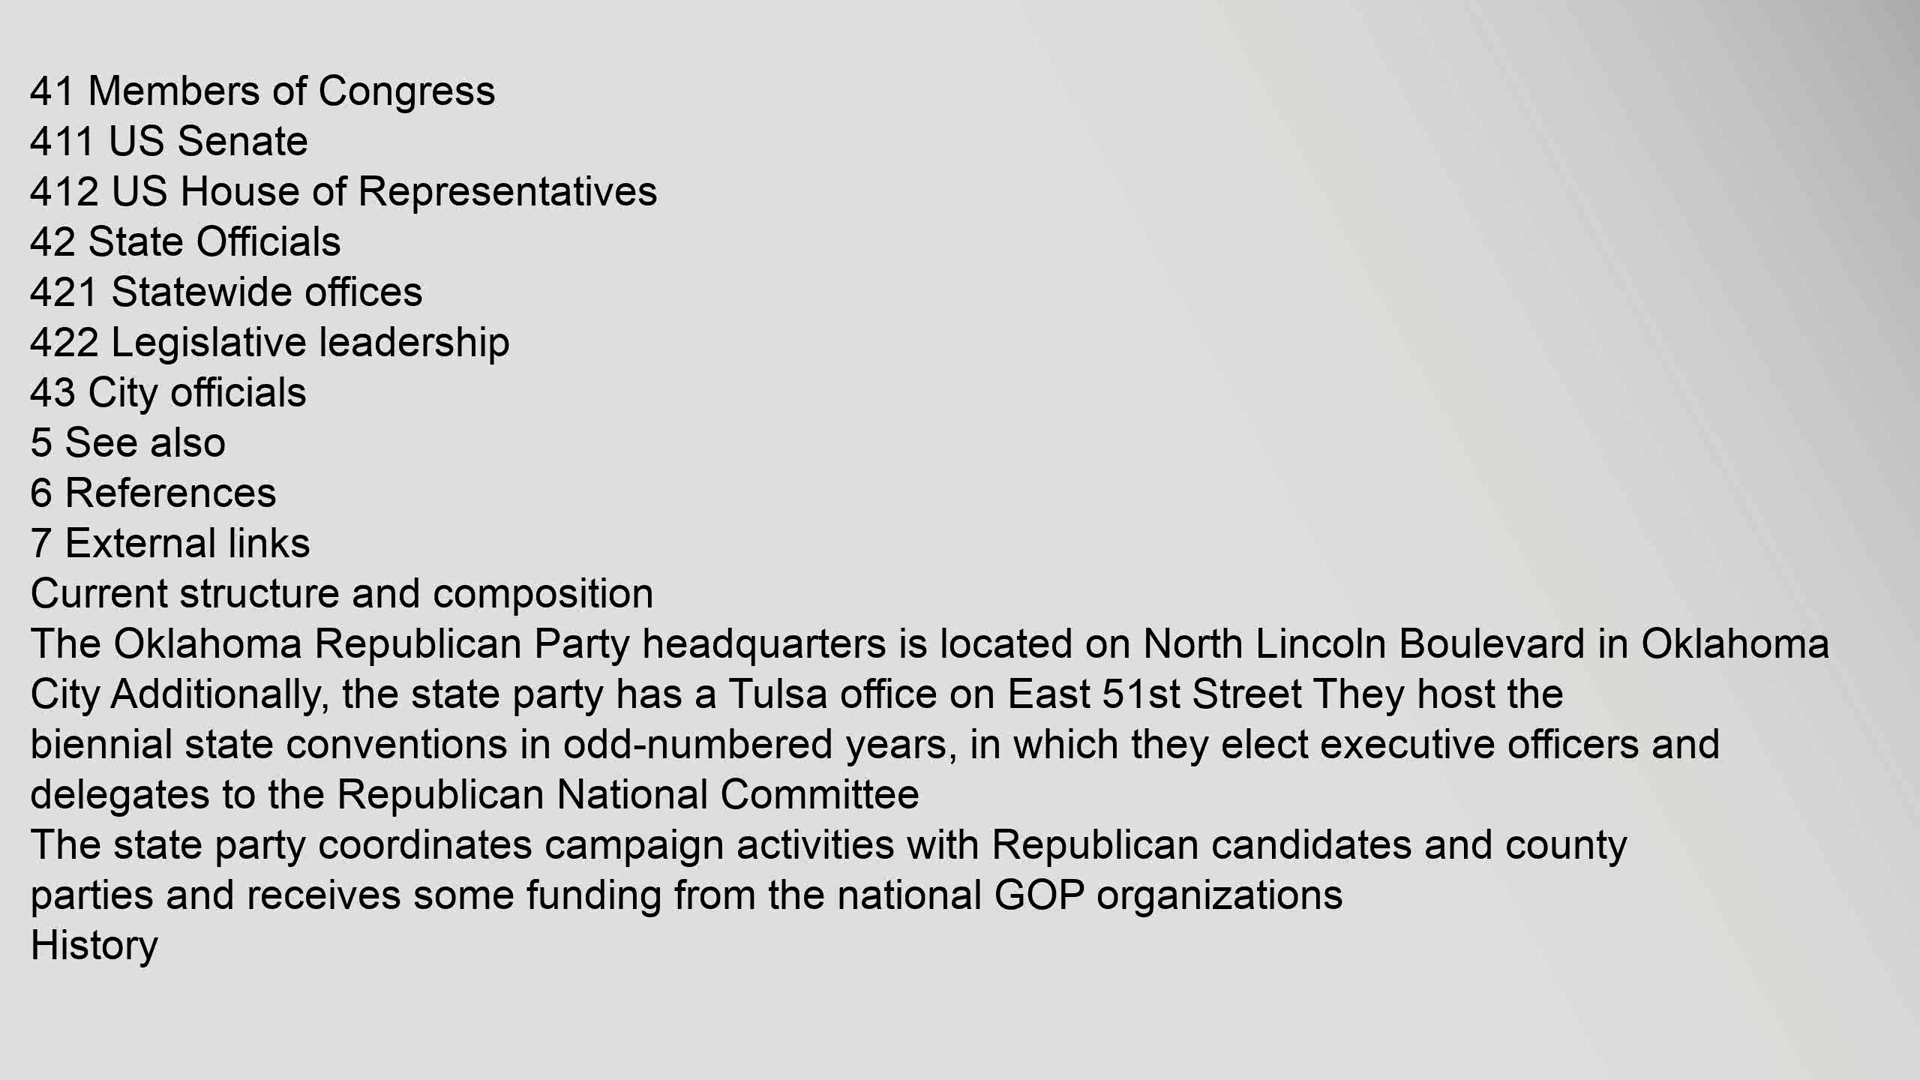 41 Members of Congress
411 US Senate
412 US House of Representatives
42 State Officials
421 Statewide offices
422 Legislative leadership
43 City officials
5 See also
6 References
7 External links
Current structure and composition
The Oklahoma Republican Party headquarters is located on North Lincoln Boulevard in Oklahoma
City Additionally, the state party has a Tulsa office on East 51st Street They host the
biennial state conventions in odd-numbered years, in which they elect executive officers and
delegates to the Republican National Committee
The state party coordinates campaign activities with Republican candidates and county
parties and receives some funding from the national GOP organizations
History